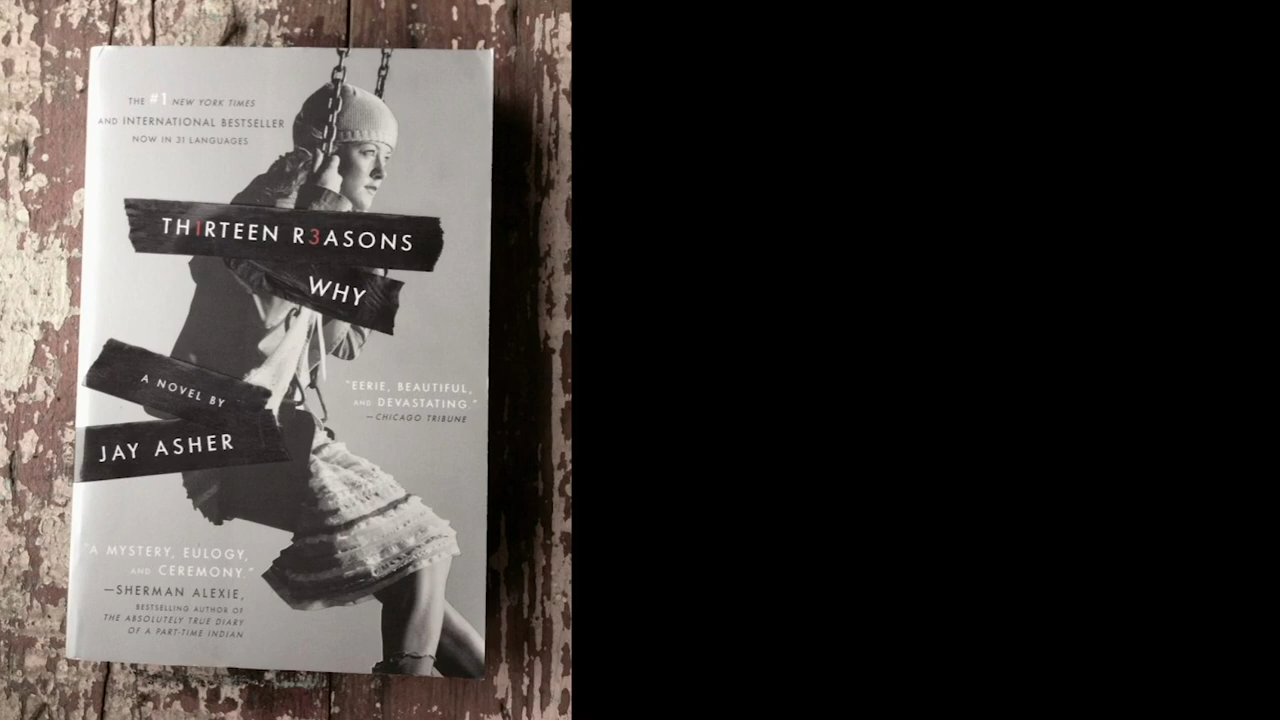 THE #1 NEW YORK TIMES
AND INTERNATIONAL BESTSELLER
NOW IN 31 LANGUAGES
TH1RTEEN R3ASONS
WHY
A NOVEL BY
JAY ASHER
"EERIE, BEAUTIFUL,
AND DEVASTATING."
—CHICAGO TRIBUNE
"A MYSTERY, EULOGY,
AND CEREMONY."
—SHERMAN ALEXIE,
BESTSELLING AUTHOR OF
THE ABSOLUTELY TRUE DIARY
OF A PART-TIME INDIAN